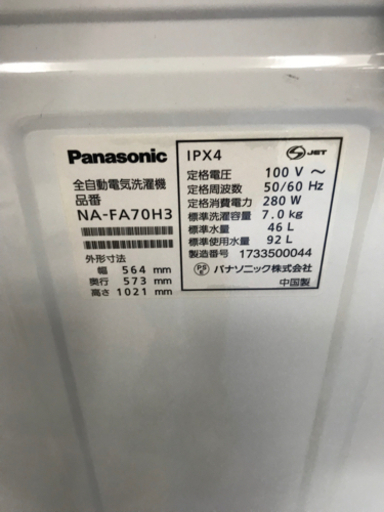 Panasonic
全自動電気洗濯機
品番
NA-FA70H3
外形寸法
幅 564 mm
奥行 573 mm
高さ 1021 mm
IPX4
JET
定格電圧 100 V ～
定格周波数 50/60 Hz
定格消費電力 280 W
標準洗濯容量 7.0 kg
標準水量 46 L
標準使用水量 92 L
製造番号 1733500044
PSE パナソニック株式会社
中国製